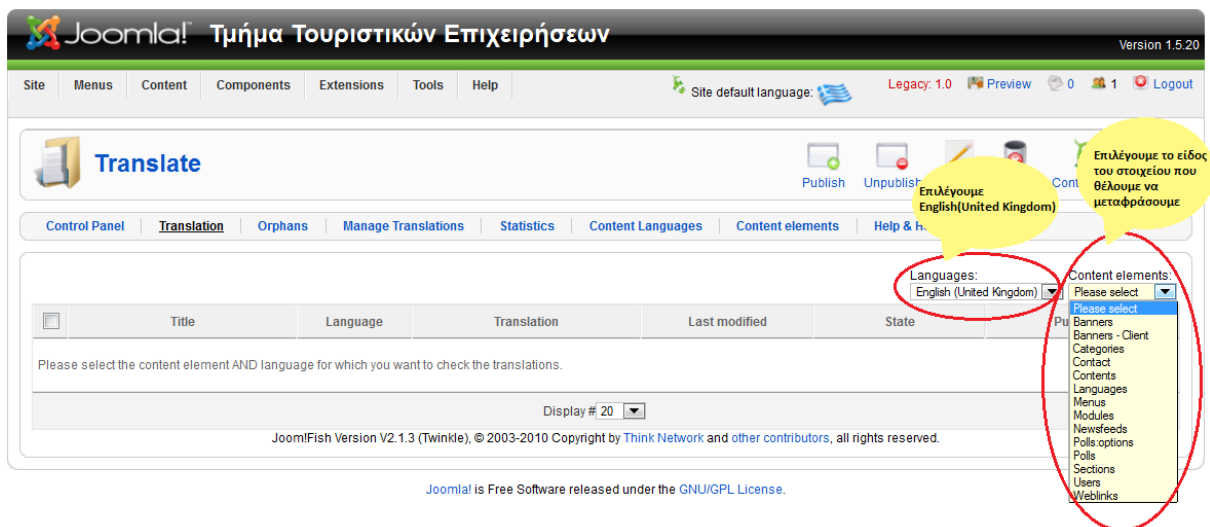 Joomla! Τμήμα Τουριστικών Επιχειρήσεων
Version 1.5.20
Site Menus Content Components Extensions Tools Help Site default language: Legacy: 1.0 Preview 0 1 Logout
Translate
Publish Unpublish
Επιλέγουμε
English(United Kingdom)
Επιλέγουμε το είδος
του στοιχείου που
θέλουμε να
μεταφράσουμε
Control Panel Translation Orphans Manage Translations Statistics Content Languages Content elements Help &
Languages: Content elements:
English (United Kingdom) Please select
Title Language Translation Last modified State
Please select
Banners
Banners - Client
Categories
Contact
Contents
Languages
Menus
Modules
Newsfeeds
Polls:options
Polls
Sections
Users
Weblinks
Please select the content element AND language for which you want to check the translations.
Display # 20
Joom!Fish Version V2.1.3 (Twinkle), © 2003-2010 Copyright by Think Network and other contributors, all rights reserved.
Joomla! is Free Software released under the GNU/GPL License.